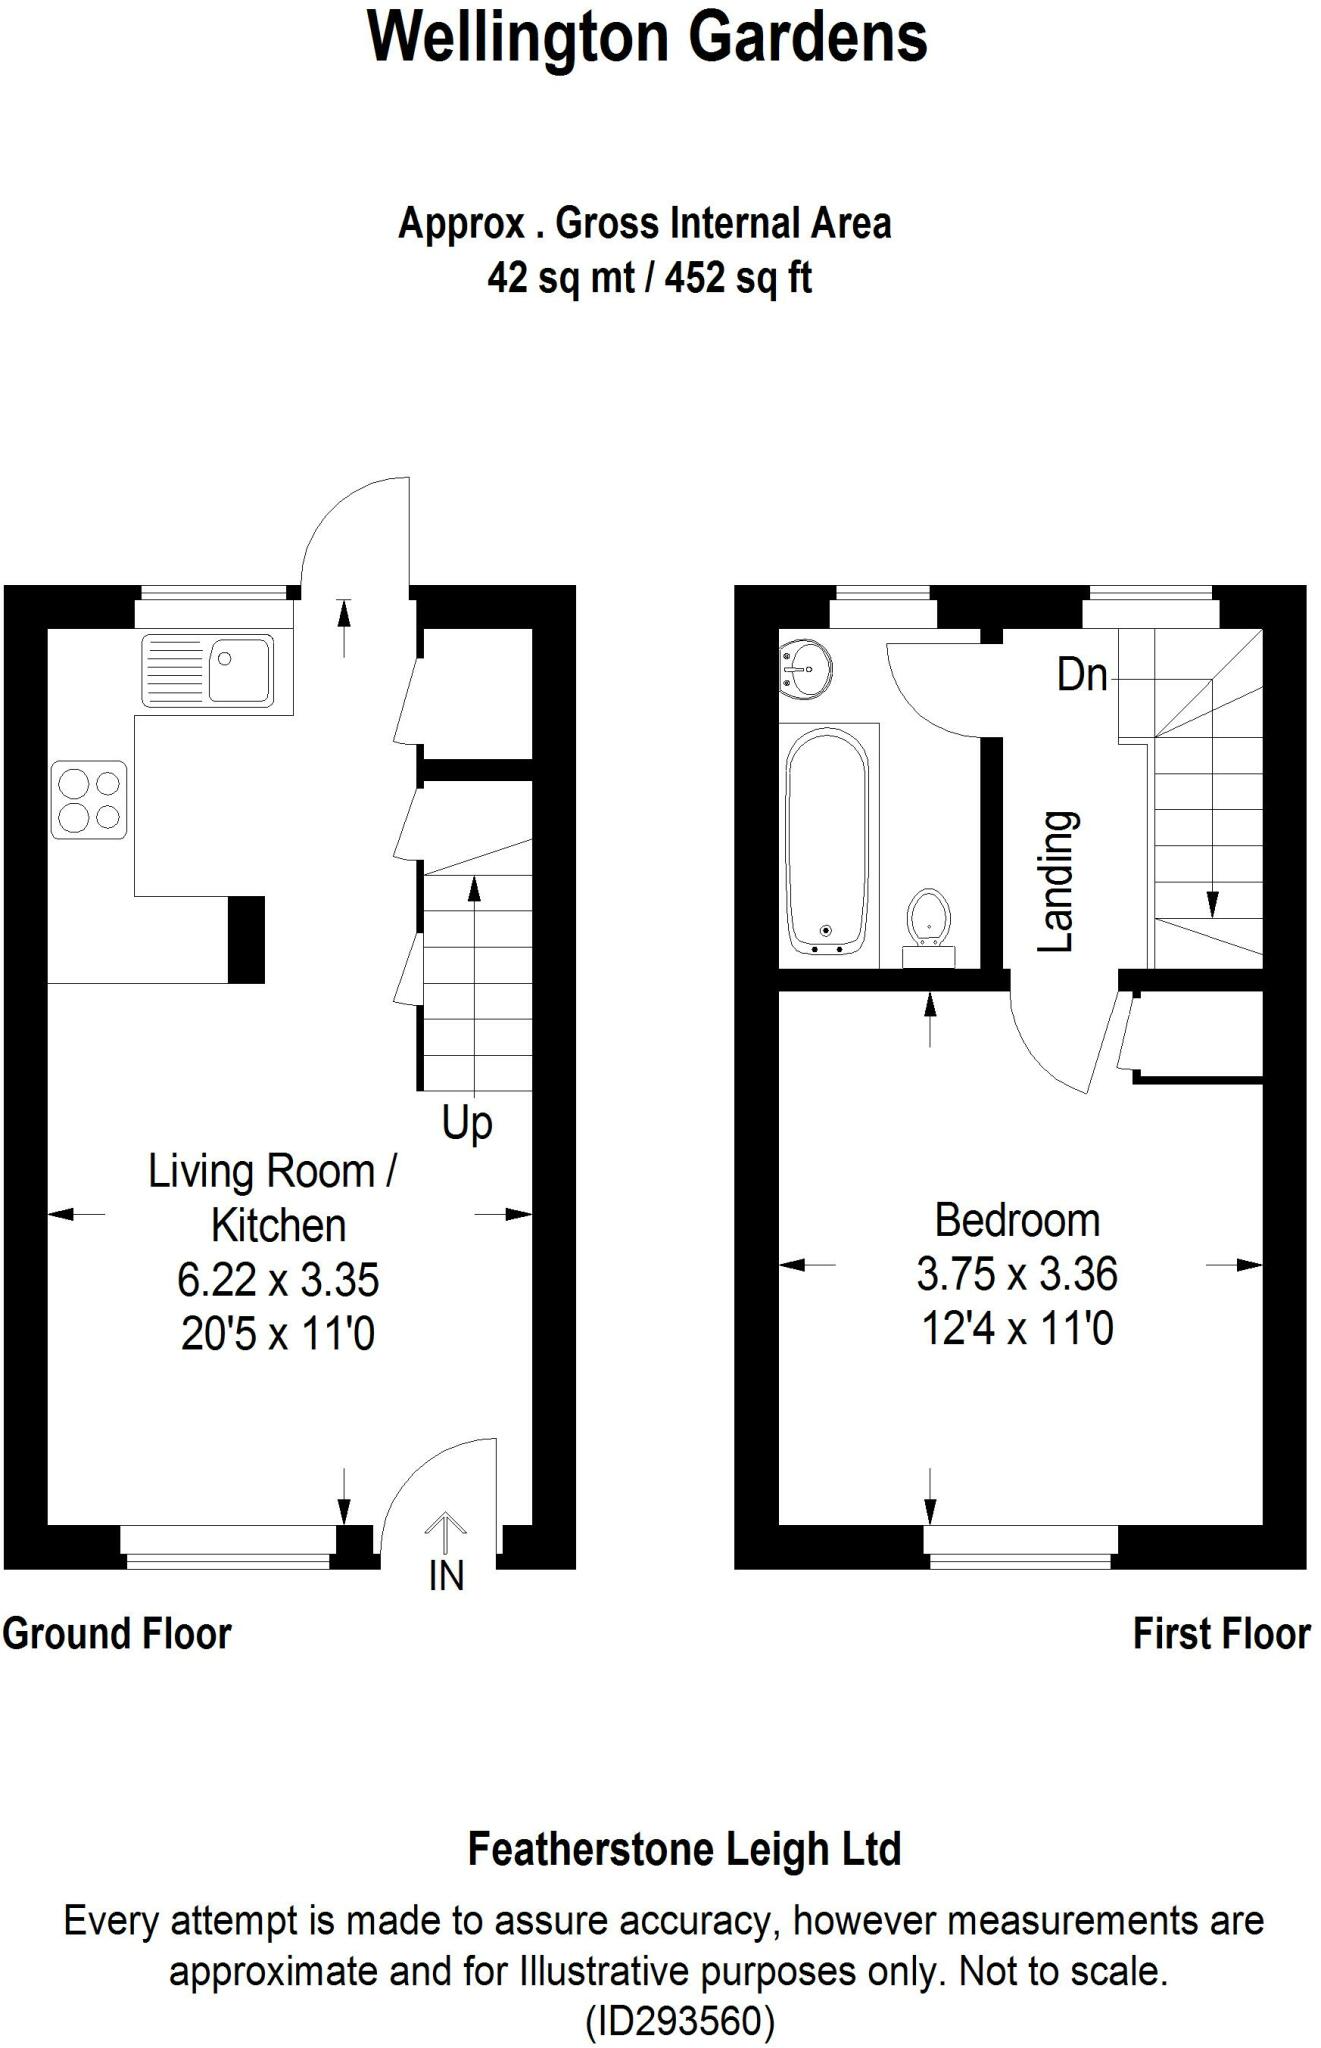 Wellington Gardens
Approx . Gross Internal Area
42 sq mt / 452 sq ft
Up
Living Room /
Kitchen
6.22 x 3.35
20'5 x 11'0
IN
Ground Floor
Dn
Landing
Bedroom
3.75 x 3.36
12'4 x 11'0
First Floor
Featherstone Leigh Ltd
Every attempt is made to assure accuracy, however measurements are
approximate and for Illustrative purposes only. Not to scale.
(ID293560)